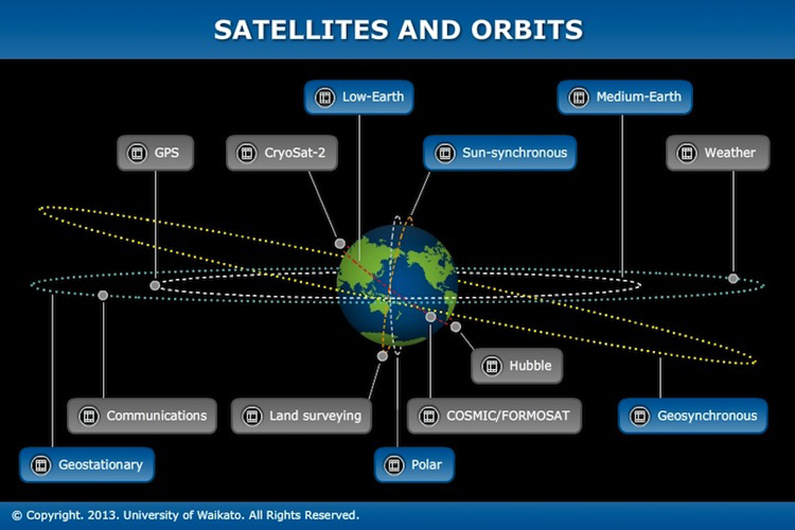 SATELLITES AND ORBITS
Low-Earth
Medium-Earth
GPS
CryoSat-2
Sun-synchronous
Weather
Hubble
Communications
Land surveying
COSMIC/FORMOSAT
Geosynchronous
Geostationary
Polar
© Copyright. 2013. University of Waikato. All Rights Reserved.